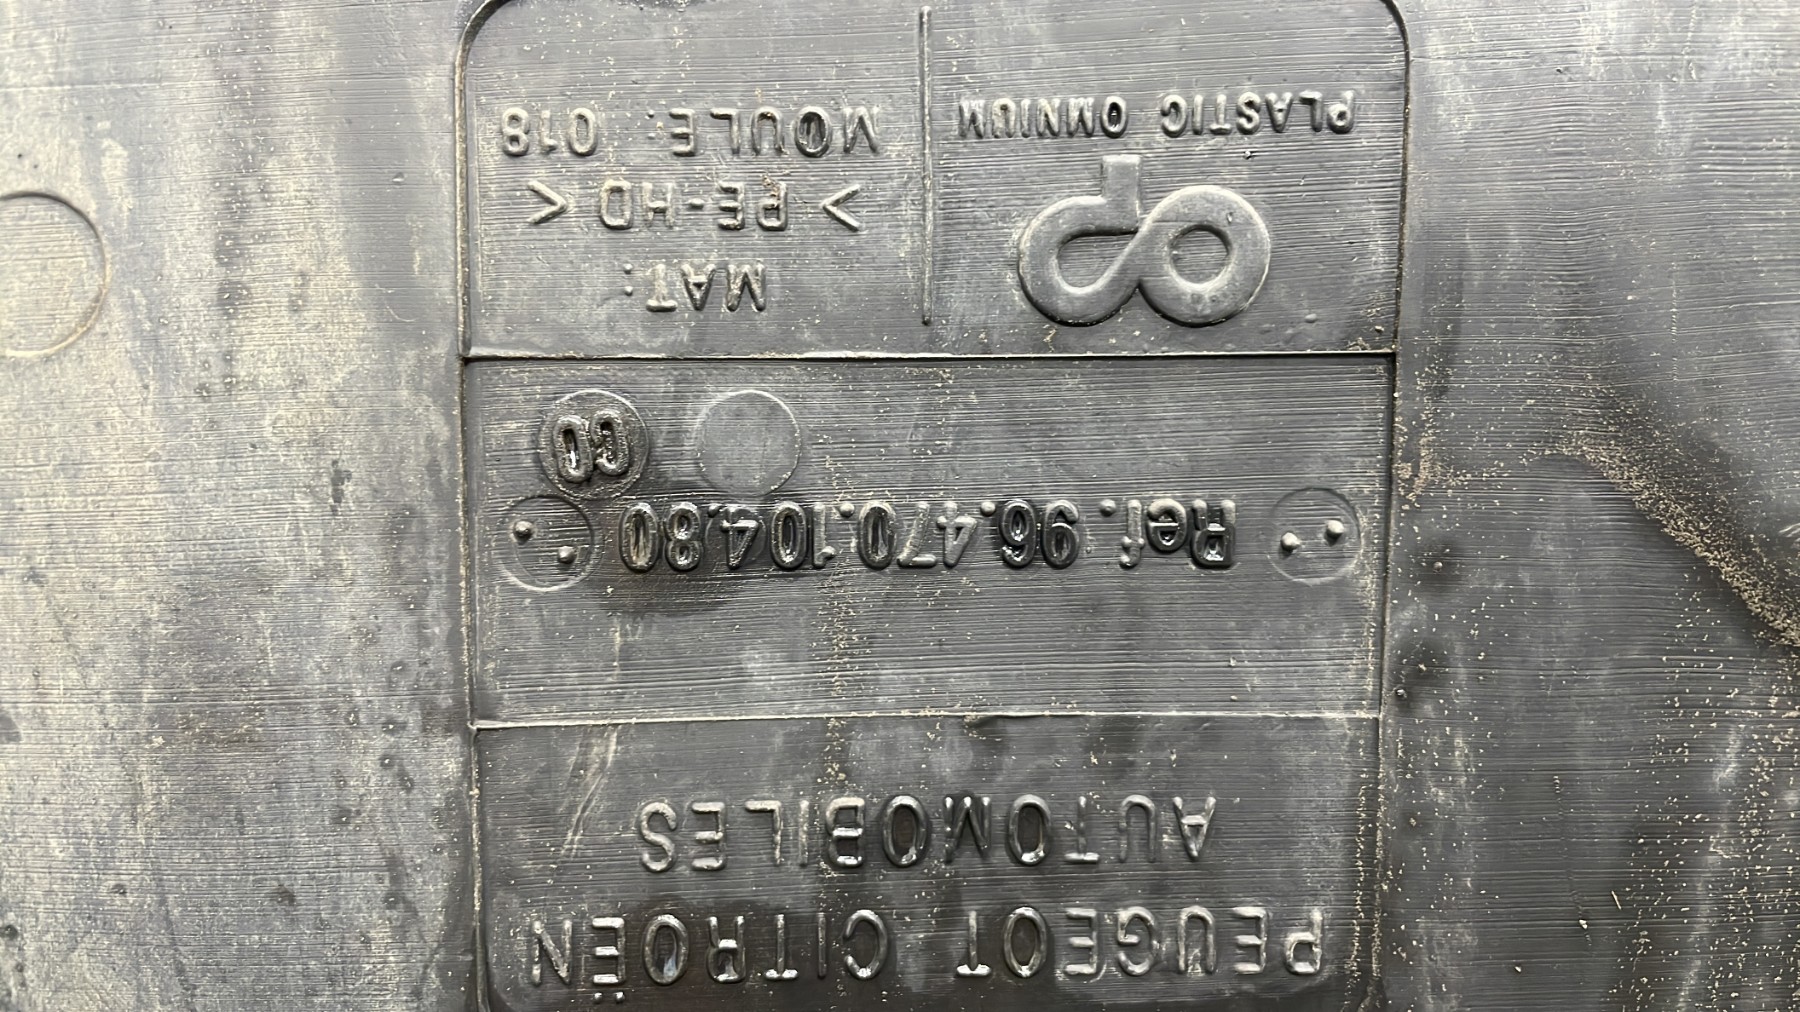 PEUGEOT CITROËN
AUTOMOBILES
Ref. 96.470.104.80
PLASTIC OMNIUM
MAT:
> PE-HD <
MOULE: 018